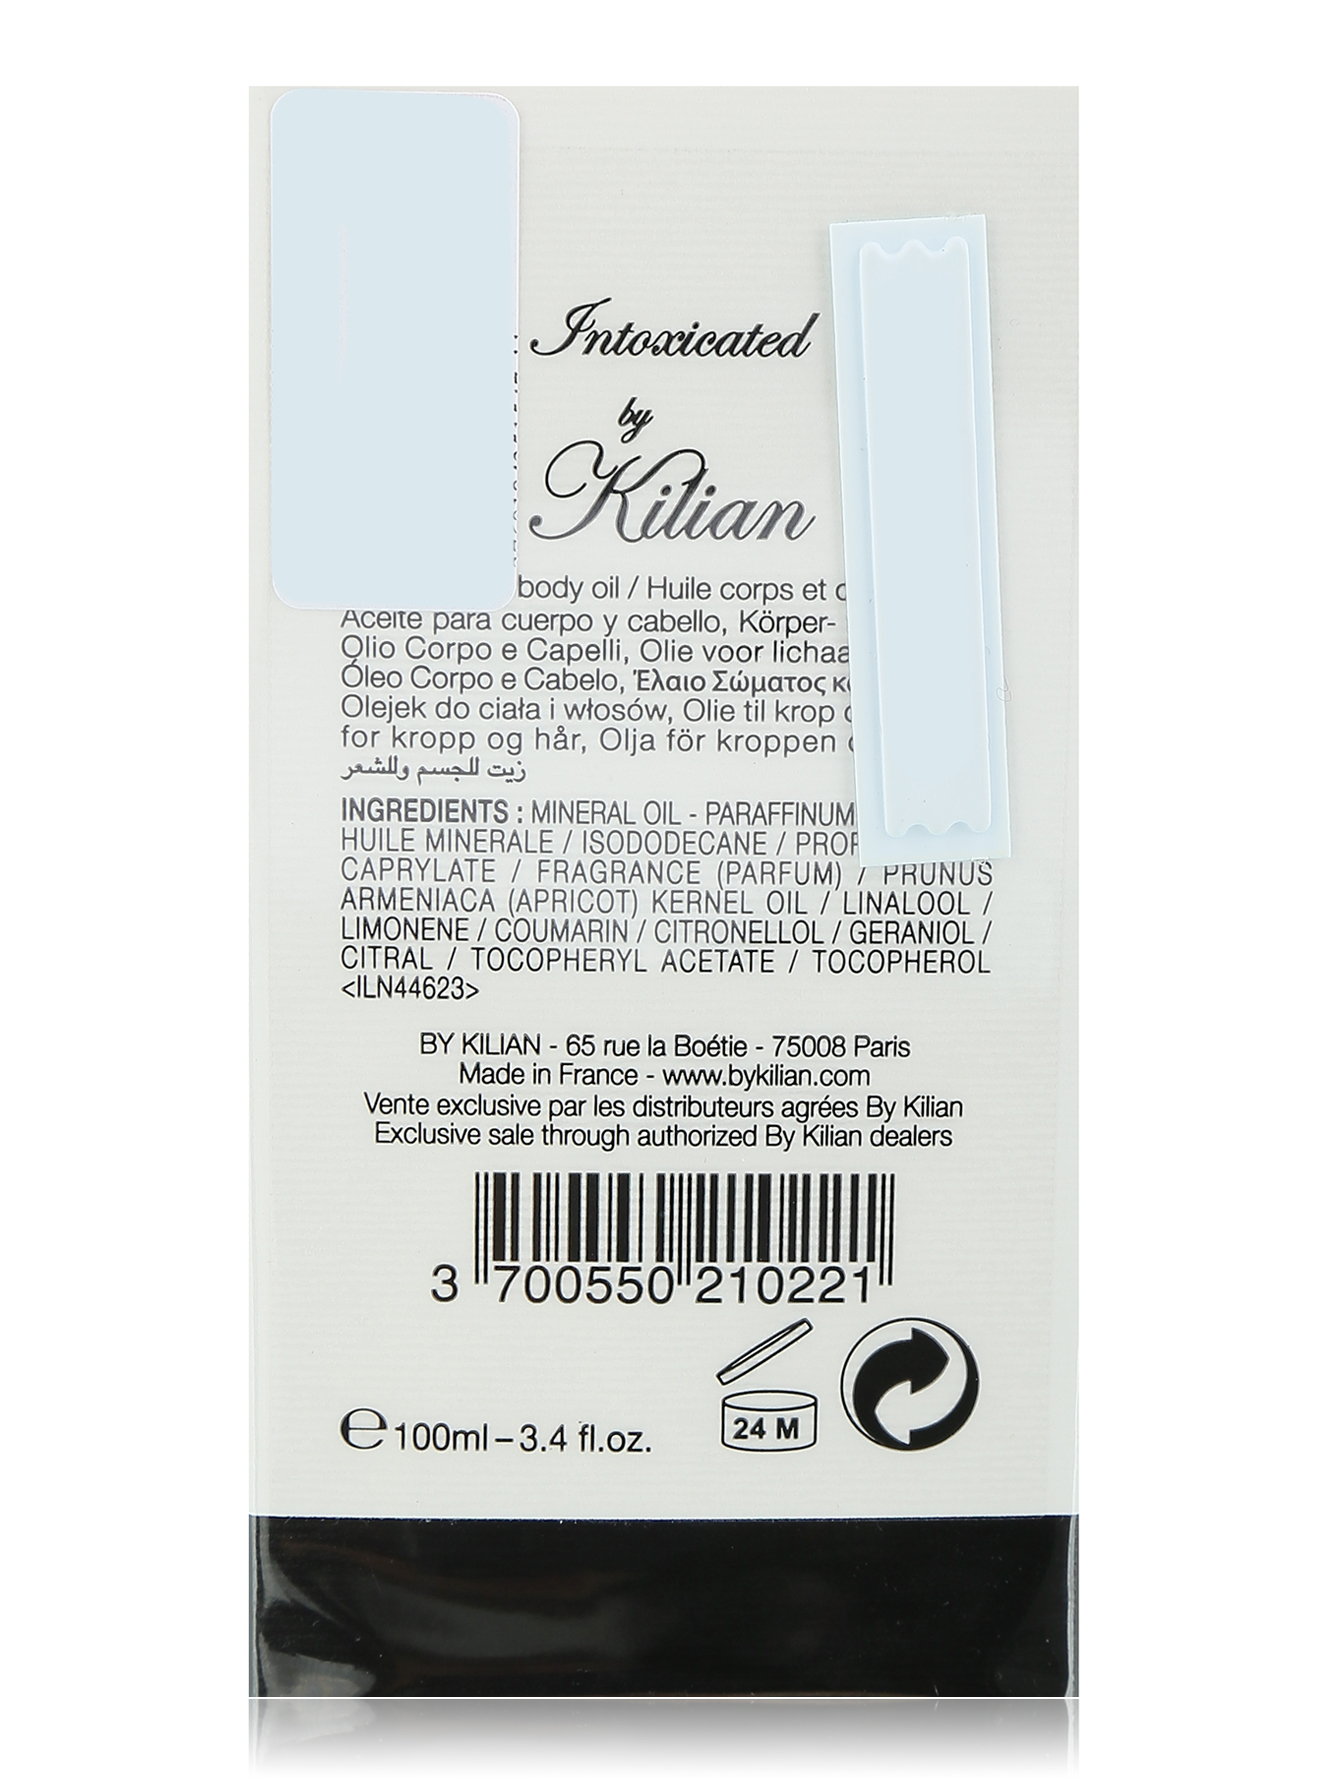 Intoxicated
by
Kilian
body oil / Huile corps et
Aceite para cuerpo y cabello, Körper-
Olio Corpo e Capelli, Olie voor
Óleo Corpo e Cabelo, Έλαιο Σώματος
Olejek do ciała i włosów, Olie til krop
for kropp og hår, Olja för kroppen
زيت للجسم وللشعر
INGREDIENTS : MINERAL OIL - PARAFFINUM
HUILE MINERALE / ISODODECANE /
CAPRYLATE / FRAGRANCE (PARFUM) / PRUNUS
ARMENIACA (APRICOT) KERNEL OIL / LINALOOL /
LIMONENE / COUMARIN / CITRONELLOL / GERANIOL /
CITRAL / TOCOPHERYL ACETATE / TOCOPHEROL
<ILN44623>
BY KILIAN - 65 rue la Boétie - 75008 Paris
Made in France - www.bykilian.com
Vente exclusive par les distributeurs agrées By Kilian
Exclusive sale through authorized By Kilian dealers
3 700550 210221
24 M
e 100ml – 3.4 fl.oz.